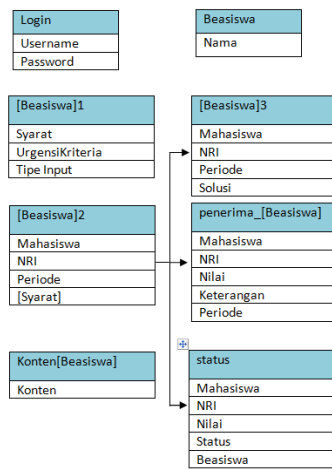 Login
Username
Password
Beasiswa
Nama
[Beasiswa]1
Syarat
UrgensiKriteria
Tipe Input
[Beasiswa]3
Mahasiswa
NRI
Periode
Solusi
[Beasiswa]2
Mahasiswa
NRI
Periode
[Syarat]
penerima_[Beasiswa]
Mahasiswa
NRI
Nilai
Keterangan
Periode
Konten[Beasiswa]
Konten
status
Mahasiswa
NRI
Nilai
Status
Beasiswa